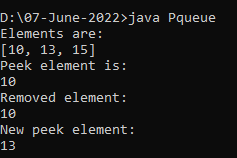 D:\07-June-2022>java Pqueue
Elements are:
[10, 13, 15]
Peek element is:
10
Removed element:
10
New peek element:
13